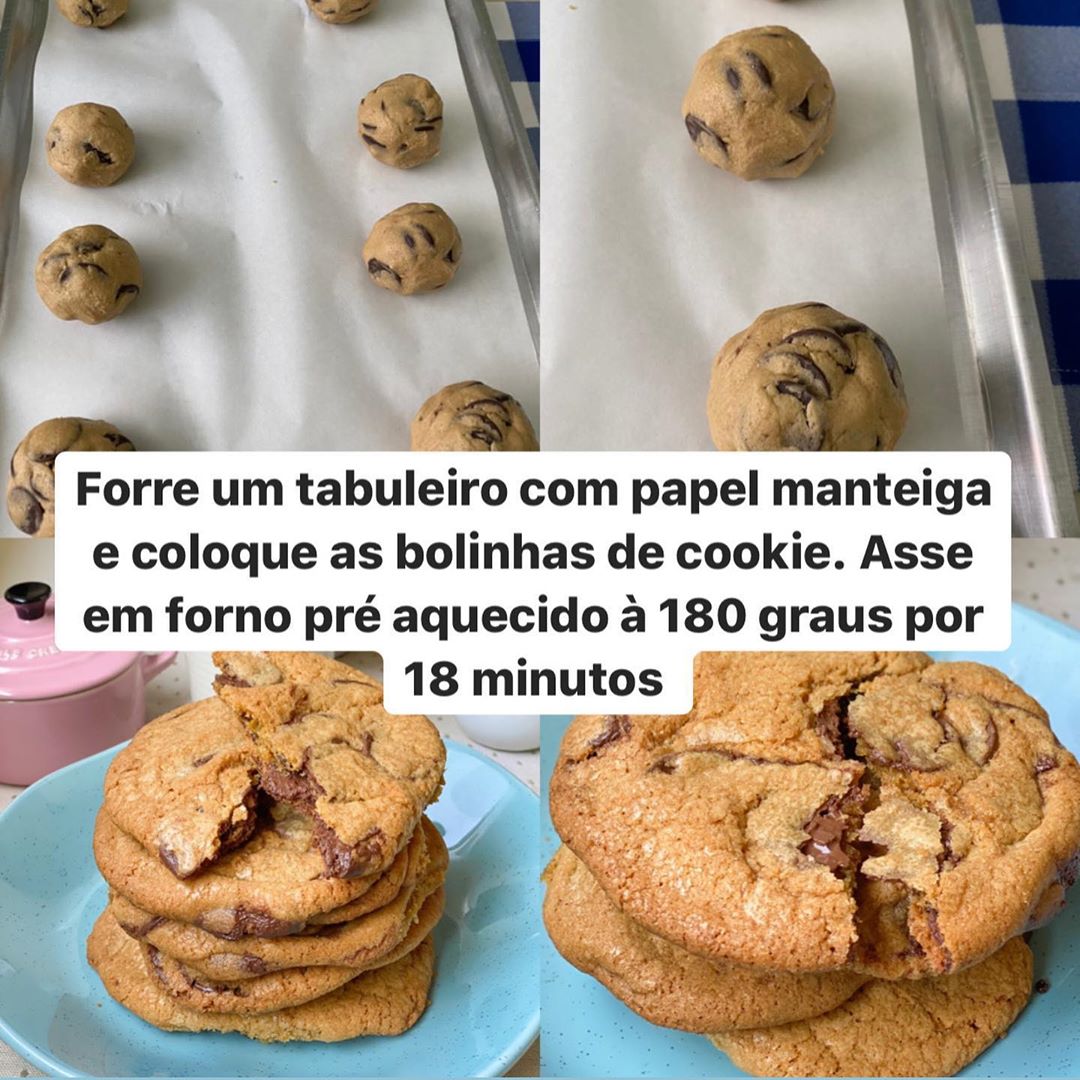 Forre um tabuleiro com papel manteiga
e coloque as bolinhas de cookie. Asse
em forno pré aquecido à 180 graus por
18 minutos